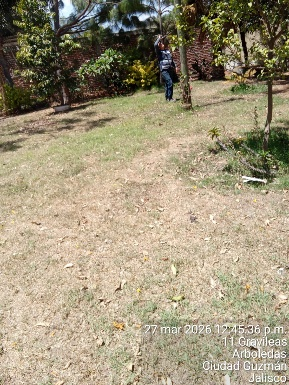 27 mar 2026 12:45:36 p.m.
11 Gravileas
Arboledas
Ciudad Guzmán
Jalisco